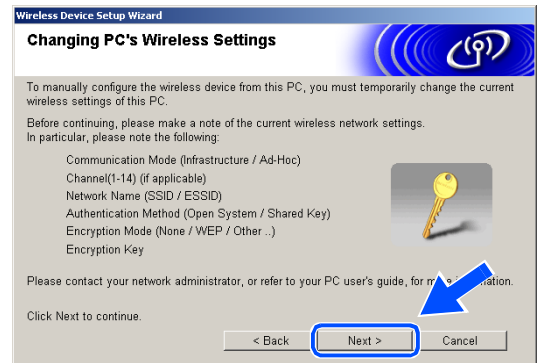 Wireless Device Setup Wizard
Changing PC's Wireless Settings
To manually configure the wireless device from this PC, you must temporarily change the current
wireless settings of this PC.
Before continuing, please make a note of the current wireless network settings.
In particular, please note the following:
Communication Mode (Infrastructure / Ad-Hoc)
Channel(1-14) (if applicable)
Network Name (SSID / ESSID)
Authentication Method (Open System / Shared Key)
Encryption Mode (None / WEP / Other ..)
Encryption Key
Please contact your network administrator, or refer to your PC user's guide, for
Click Next to continue.
< Back Next > Cancel